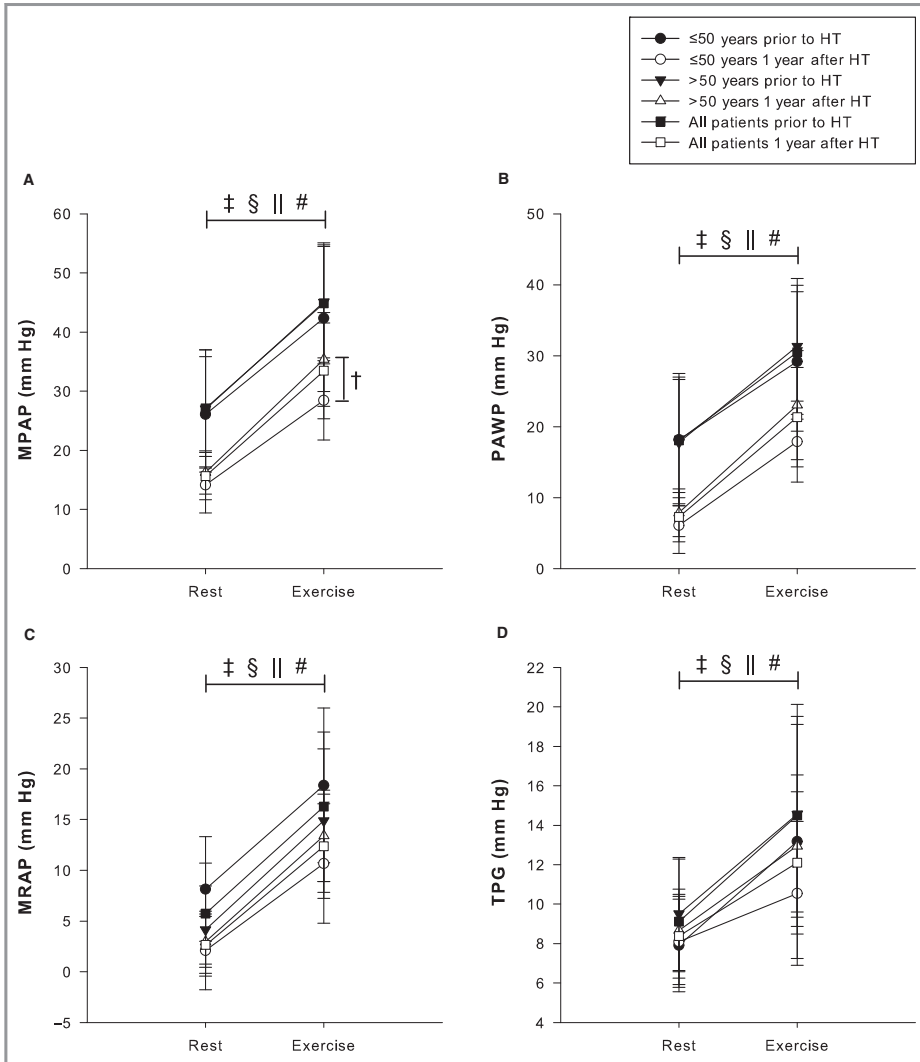 ≤50 years prior to HT
≤50 years 1 year after HT
>50 years prior to HT
>50 years 1 year after HT
All patients prior to HT
All patients 1 year after HT
A
‡ § || #
MPAP (mm Hg)
60
50
40
30
20
10
0
†
Rest Exercise
B
‡ § || #
PAWP (mm Hg)
50
40
30
20
10
0
Rest Exercise
C
‡ § || #
MRAP (mm Hg)
30
25
20
15
10
5
0
−5
Rest Exercise
D
‡ § || #
TPG (mm Hg)
22
20
18
16
14
12
10
8
6
4
Rest Exercise